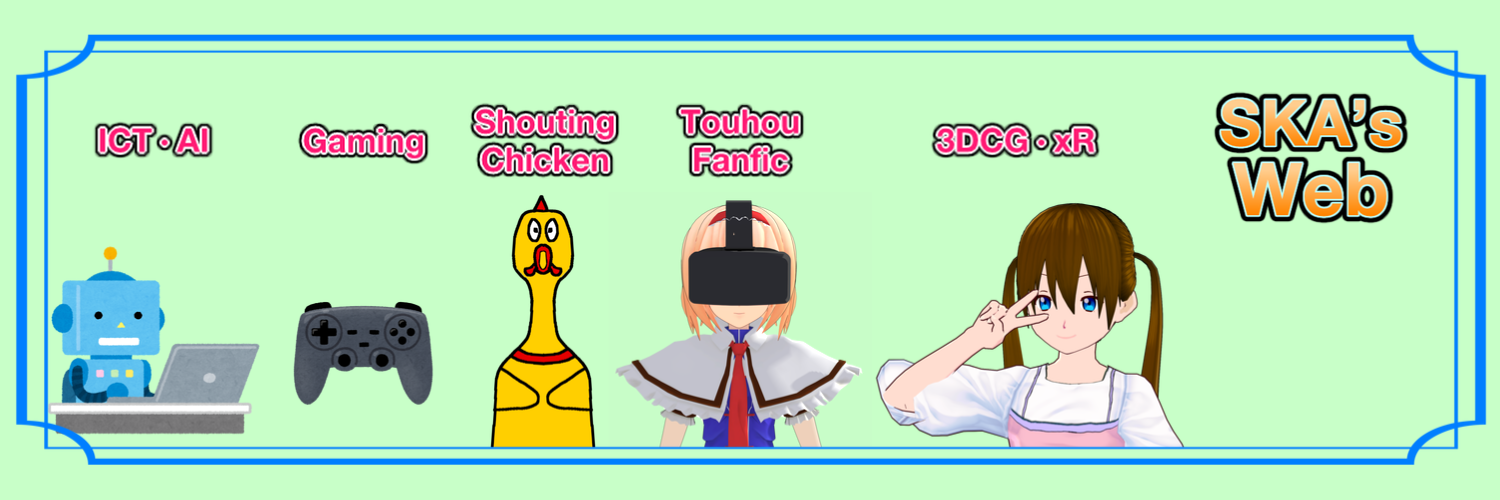 ICT・AI
Gaming
Shouting
Chicken
Touhou
Fanfic
3DCG・xR
SKA's
Web